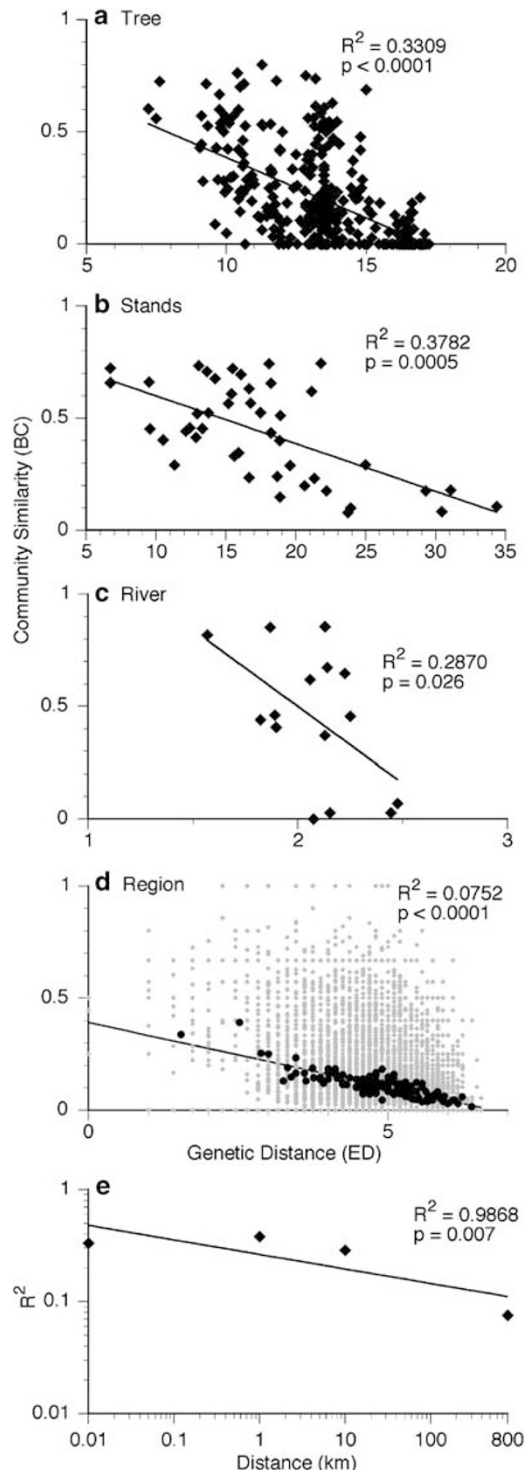 a Tree
R² = 0.3309
p < 0.0001
1
0.5
0
5 10 15 20
b Stands
R² = 0.3782
p = 0.0005
1
0.5
0
5 10 15 20 25 30 35
Community Similarity (BC)
c River
R² = 0.2870
p = 0.026
1
0.5
0
1 2 3
d Region
R² = 0.0752
p < 0.0001
1
0.5
0
0 5
Genetic Distance (ED)
e
R² = 0.9868
p = 0.007
1
0.1
0.01
R²
0.01 0.1 1 10 100 800
Distance (km)